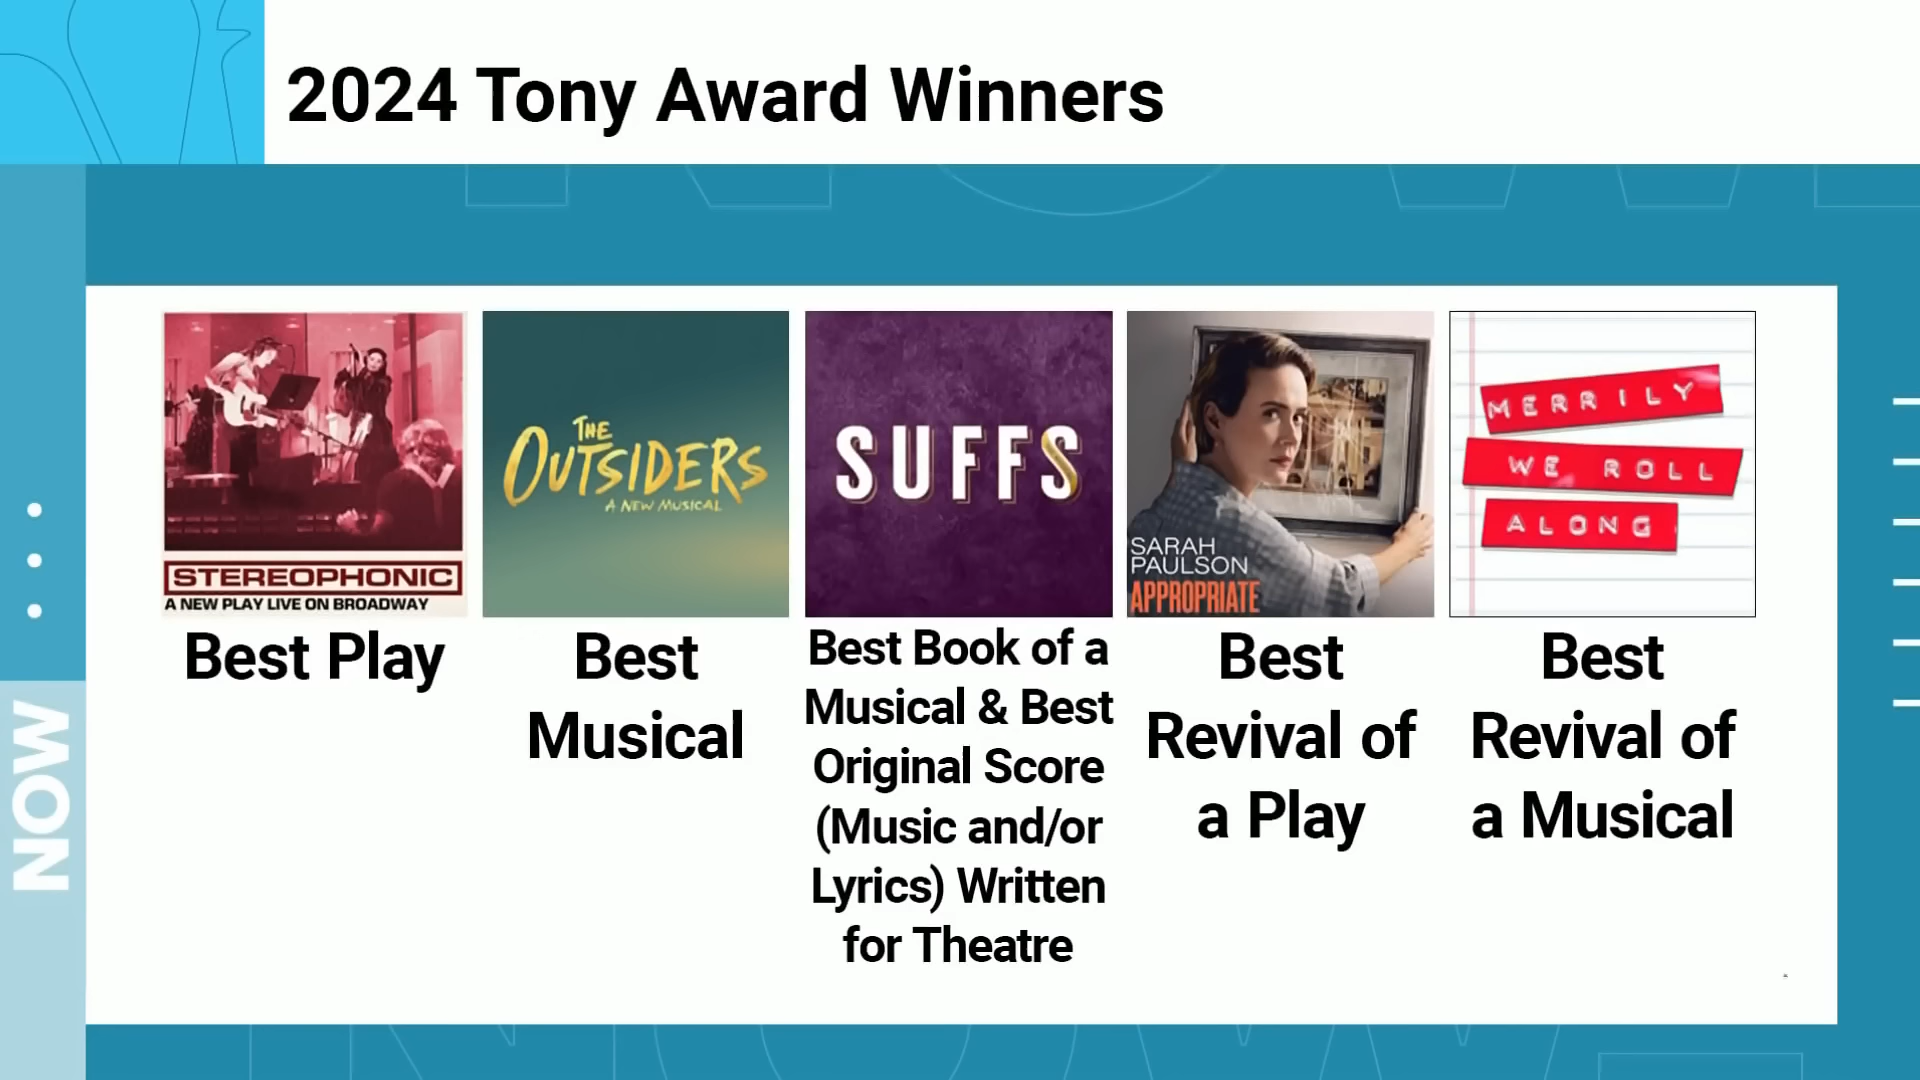 2024 Tony Award Winners
STEREOPHONIC
A NEW PLAY LIVE ON BROADWAY
Best Play
THE
OUTSIDERS
A NEW MUSICAL
Best
Musical
SUFFS
Best Book of a
Musical & Best
Original Score
(Music and/or
Lyrics) Written
for Theatre
SARAH
PAULSON
APPROPRIATE
Best
Revival of
a Play
MERRILY
WE ROLL
ALONG
Best
Revival of
a Musical
NOW